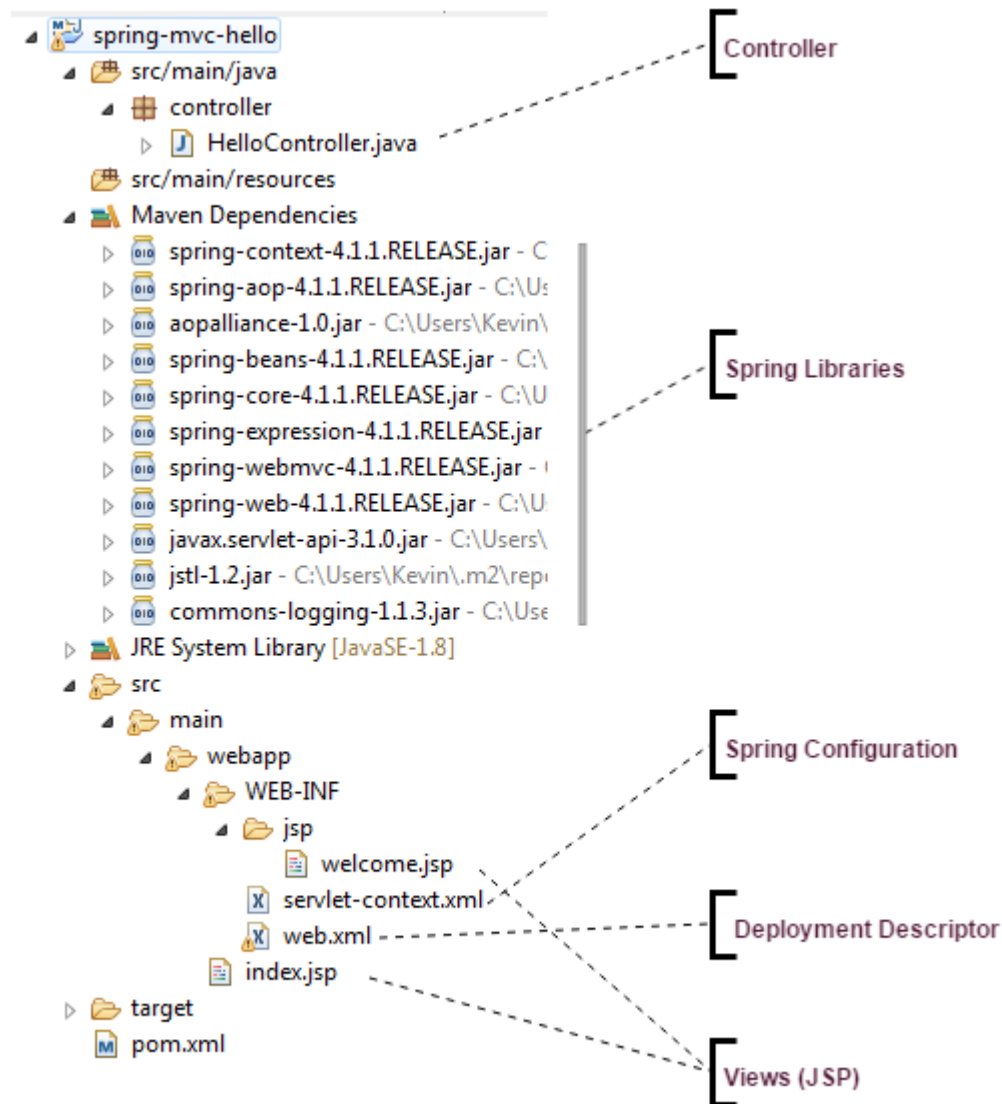 spring-mvc-hello
Controller
src/main/java
controller
HelloController.java
src/main/resources
Maven Dependencies
spring-context-4.1.1.RELEASE.jar - C
spring-aop-4.1.1.RELEASE.jar - C:\Us
aopalliance-1.0.jar - C:\Users\Kevin\
spring-beans-4.1.1.RELEASE.jar - C:\
Spring Libraries
spring-core-4.1.1.RELEASE.jar - C:\U
spring-expression-4.1.1.RELEASE.jar
spring-webmvc-4.1.1.RELEASE.jar -
spring-web-4.1.1.RELEASE.jar - C:\U
javax.servlet-api-3.1.0.jar - C:\Users\
jstl-1.2.jar - C:\Users\Kevin\.m2\rep
commons-logging-1.1.3.jar - C:\Use
JRE System Library [JavaSE-1.8]
src
main
webapp
Spring Configuration
WEB-INF
jsp
welcome.jsp
servlet-context.xml
web.xml
Deployment Descriptor
index.jsp
target
pom.xml
Views (JSP)